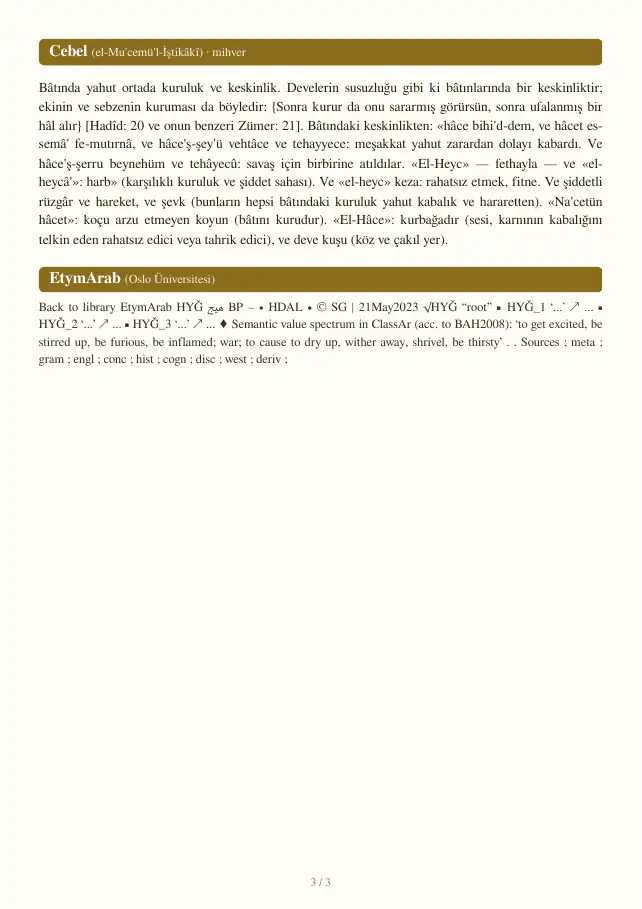 Cebel (el-Mu'cemü'l-İştikâkî) · mihver
Bâtında yahut ortada kuruluk ve keskinlik. Develerin susuzluğu gibi ki bâtınlarında bir keskinliktir;
ekinin ve sebzenin kuruması da böyledir: {Sonra kurur da onu sararmış görürsün, sonra ufalanmış bir
hâl alır} [Hadîd: 20 ve onun benzeri Zümer: 21]. Bâtındaki keskinlikten: «hâce bihi'd-dem, ve hâcet es-
semâ' fe-mutırnâ, ve hâce'ş-şey'ü vehtâce ve tehayyece: meşakkat yahut zarardan dolayı kabardı. Ve
hâce'ş-şerru beynehüm ve tehâyecû: savaş için birbirine atıldılar. «El-Heyc» — fethayla — ve «el-
heycâ'»: harb» (karşılıklı kuruluk ve şiddet sahası). Ve «el-heyc» keza: rahatsız etmek, fitne. Ve şiddetli
rüzgâr ve hareket, ve şevk (bunların hepsi bâtındaki kuruluk yahut kabalık ve hararetten). «Na'cetün
hâcet»: koçu arzu etmeyen koyun (bâtını kurudur). «El-Hâce»: kurbağadır (sesi, karnının kabalığını
telkin eden rahatsız edici veya tahrik edici), ve deve kuşu (köz ve çakıl yer).
EtymArab (Oslo Üniversitesi)
Back to library EtymArab HYǦ هيج BP – • HDAL • © SG | 21May2023 √HYǦ “root” ▪ HYǦ_1 ‘...’ ↗ ... ▪
HYǦ_2 ‘...’ ↗ ... ▪ HYǦ_3 ‘...’ ↗ ... ♦ Semantic value spectrum in ClassAr (acc. to BAH2008): ‘to get excited, be
stirred up, be furious, be inflamed; war; to cause to dry up, wither away, shrivel, be thirsty’ . . Sources ; meta ;
gram ; engl ; conc ; hist ; cogn ; disc ; west ; deriv ;
3 / 3